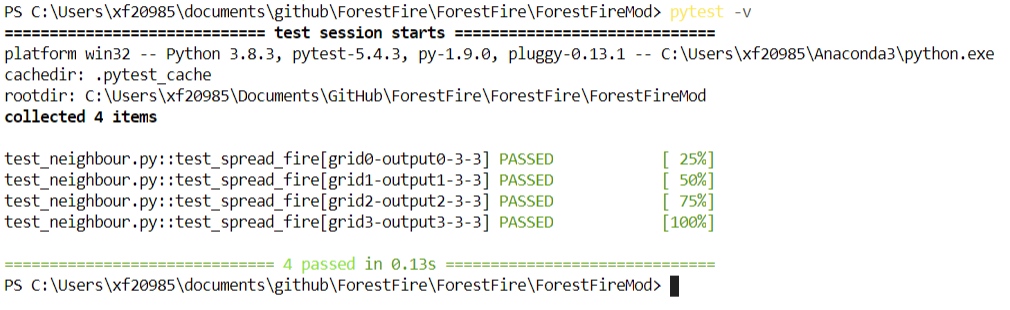 PS C:\Users\xf20985\documents\github\ForestFire\ForestFire\ForestFireMod> pytest -v
============================= test session starts =============================
platform win32 -- Python 3.8.3, pytest-5.4.3, py-1.9.0, pluggy-0.13.1 -- C:\Users\xf20985\Anaconda3\python.exe
cachedir: .pytest_cache
rootdir: C:\Users\xf20985\Documents\GitHub\ForestFire\ForestFire\ForestFireMod
collected 4 items
test_neighbour.py::test_spread_fire[grid0-output0-3-3] PASSED            [ 25%]
test_neighbour.py::test_spread_fire[grid1-output1-3-3] PASSED            [ 50%]
test_neighbour.py::test_spread_fire[grid2-output2-3-3] PASSED            [ 75%]
test_neighbour.py::test_spread_fire[grid3-output3-3-3] PASSED            [100%]
============================== 4 passed in 0.13s ==============================
PS C:\Users\xf20985\documents\github\ForestFire\ForestFire\ForestFireMod>